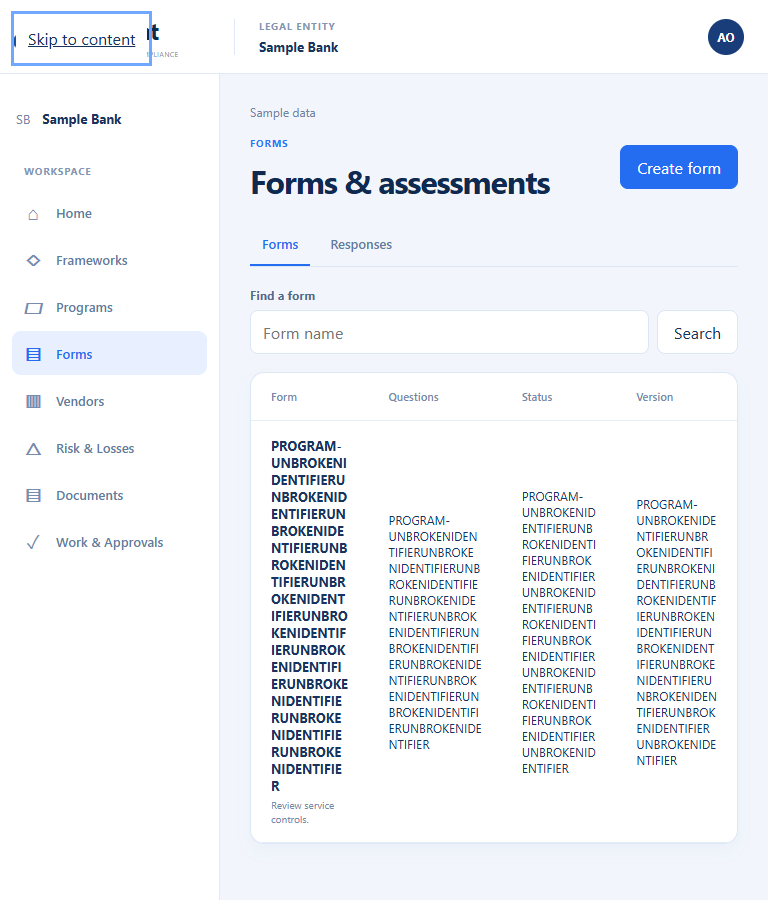 Skip to content
LEGAL ENTITY
Sample Bank
AO
SB Sample Bank
WORKSPACE
Home
Frameworks
Programs
Forms
Vendors
Risk & Losses
Documents
Work & Approvals
Sample data
FORMS
Forms & assessments
Create form
Forms Responses
Find a form
Form name
Search
Form Questions Status Version
PROGRAM-
UNBROKENI
DENTIFIERU
NBROKENID
ENTIFIERUN
BROKENIDE
NTIFIERUNB
ROKENIDEN
TIFIERUNBR
OKENIDENT
IFIERUNBRO
KENIDENTIF
IERUNBROK
ENIDENTIFI
ERUNBROKE
NIDENTIFIE
RUNBROKE
NIDENTIFIE
RUNBROKE
NIDENTIFIE
R
Review service
controls.
PROGRAM-
UNBROKENIDEN
TIFIERUNBROKE
NIDENTIFIERUNB
ROKENIDENTIFIE
RUNBROKENIDE
NTIFIERUNBROK
ENIDENTIFIERUN
BROKENIDENTIFI
ERUNBROKENIDE
NTIFIERUNBROK
ENIDENTIFIERUN
BROKENIDENTIFI
ERUNBROKENIDE
NTIFIER
PROGRAM-
UNBROKENID
ENTIFIERUNB
ROKENIDENTI
FIERUNBROK
ENIDENTIFIER
UNBROKENID
ENTIFIERUNB
ROKENIDENTI
FIERUNBROK
ENIDENTIFIER
UNBROKENID
ENTIFIERUNB
ROKENIDENTI
FIERUNBROK
ENIDENTIFIER
UNBROKENID
ENTIFIER
PROGRAM-
UNBROKENIDE
NTIFIERUNBR
OKENIDENTIFI
ERUNBROKENI
DENTIFIERUNB
ROKENIDENTIF
IERUNBROKEN
IDENTIFIERUN
BROKENIDENT
IFIERUNBROKE
NIDENTIFIERU
NBROKENIDEN
TIFIERUNBROK
ENIDENTIFIER
UNBROKENIDE
NTIFIER